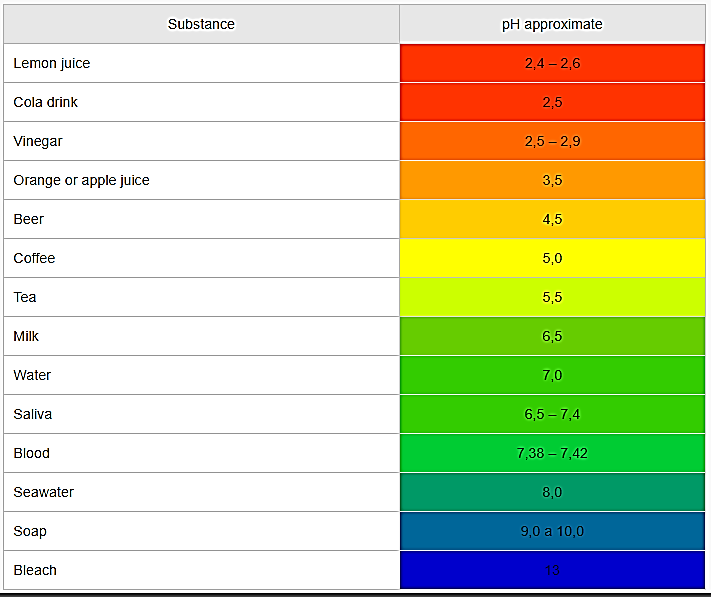 Substance pH approximate
Lemon juice 2,4 – 2,6
Cola drink 2,5
Vinegar 2,5 – 2,9
Orange or apple juice 3,5
Beer 4,5
Coffee 5,0
Tea 5,5
Milk 6,5
Water 7,0
Saliva 6,5 – 7,4
Blood 7,38 – 7,42
Seawater 8,0
Soap 9,0 a 10,0
Bleach 13